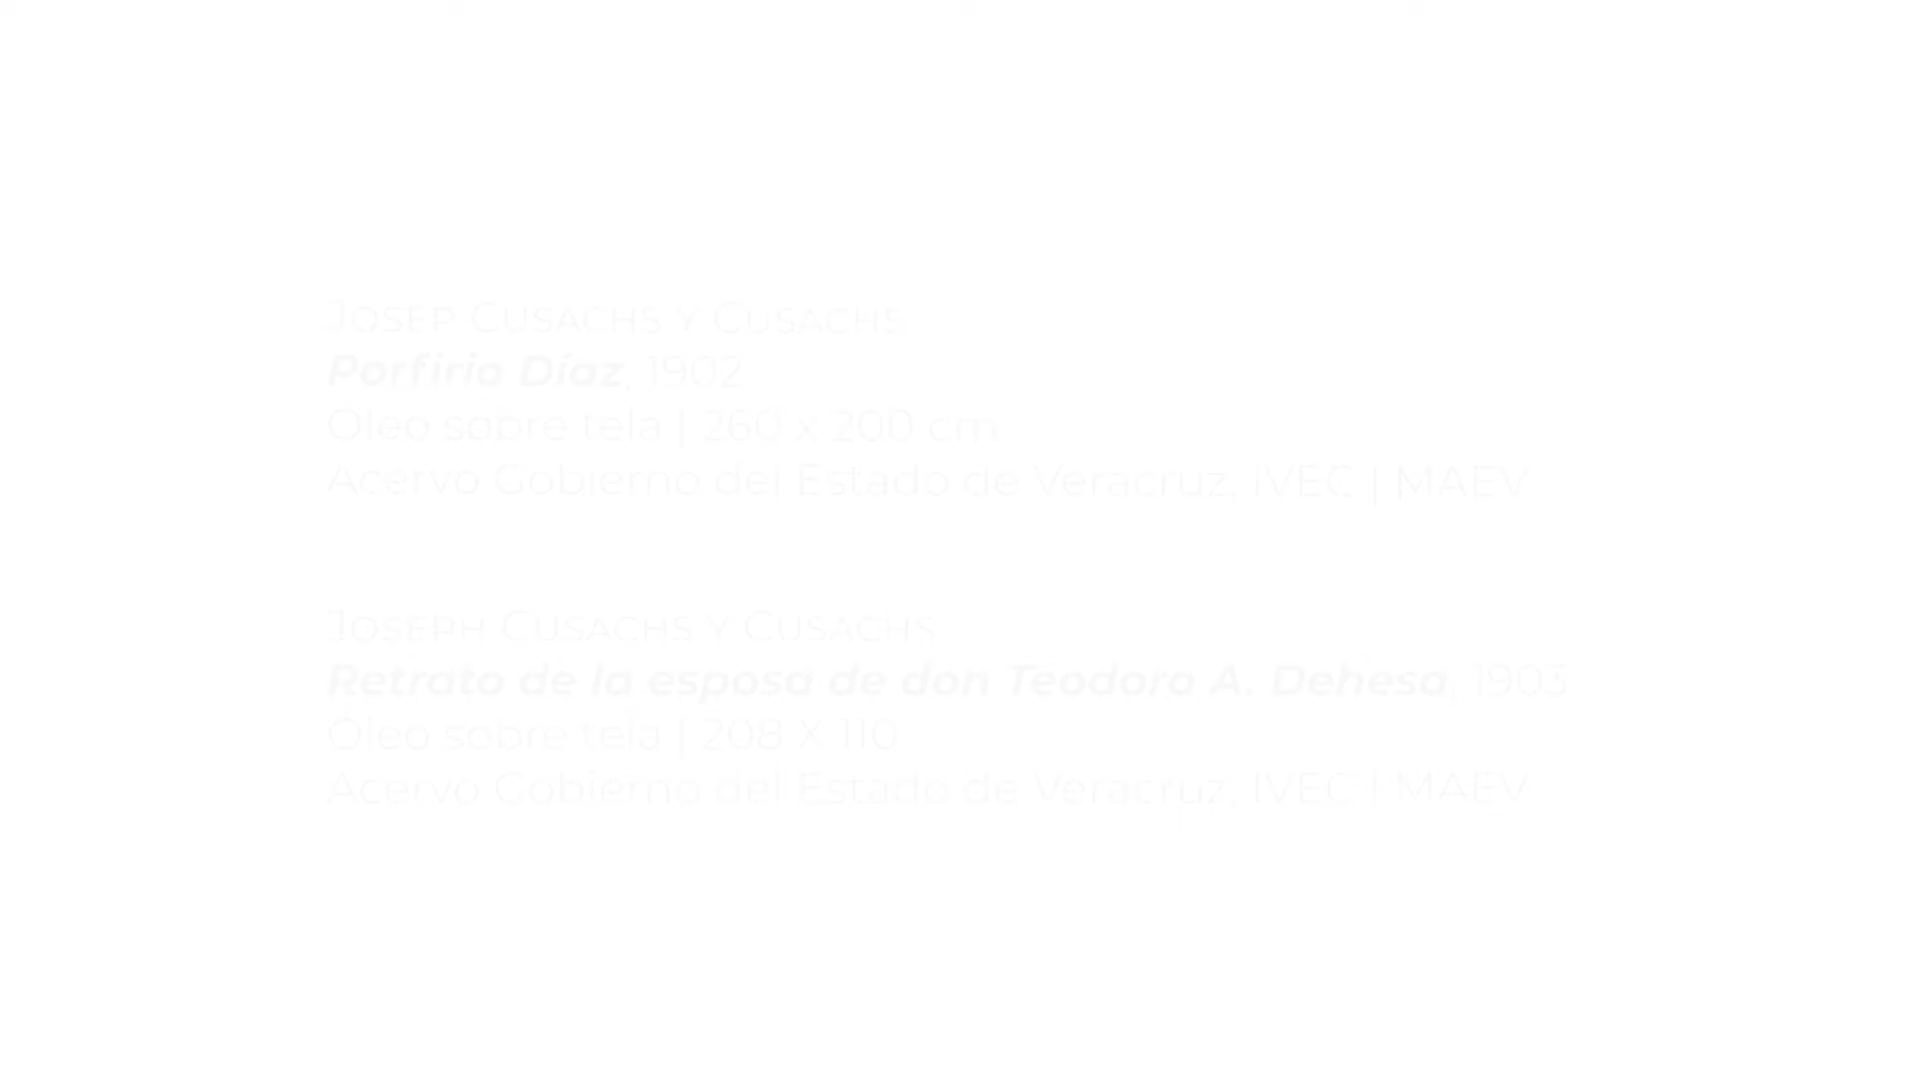 JOSEP CUSACHS Y CUSACHS
Porfirio Díaz, 1902
Óleo sobre tela | 260 x 200 cm
Acervo Gobierno del Estado de Veracruz, IVEC | MAEV
JOSEPH CUSACHS Y CUSACHS
Retrato de la esposa de don Teodoro A. Dehesa, 1903
Óleo sobre tela | 208 X 110
Acervo Gobierno del Estado de Veracruz, IVEC | MAEV